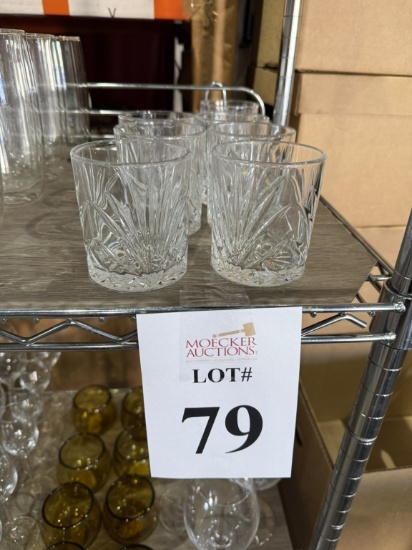 MOECKER
AUCTIONS
LOT#
79